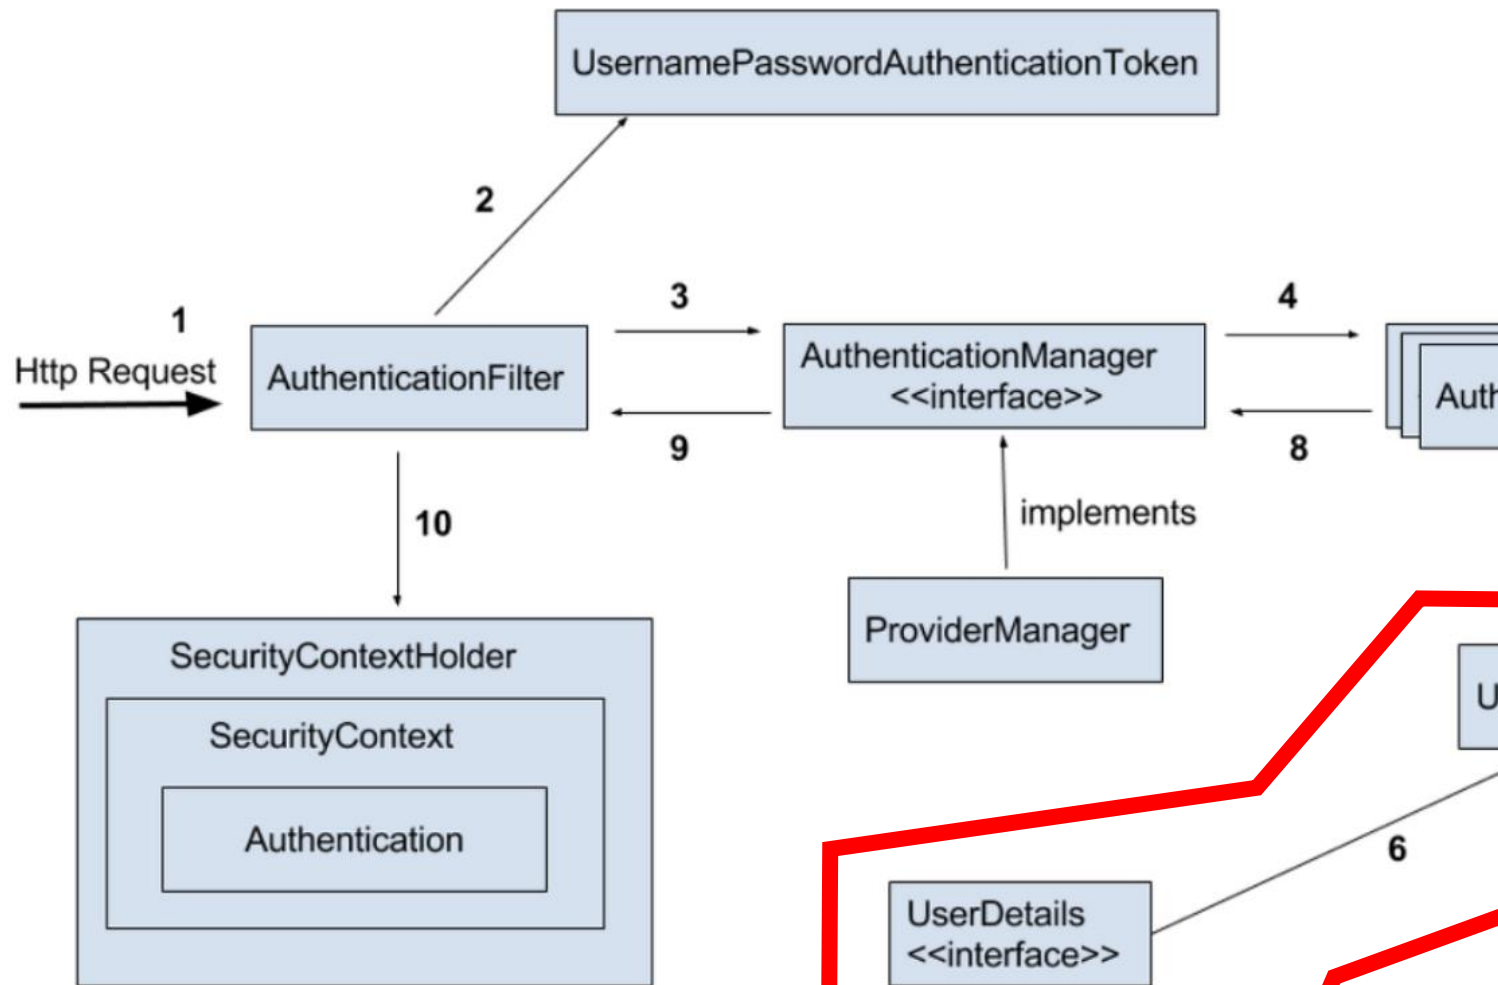 UsernamePasswordAuthenticationToken
2
1
3
4
Http Request
AuthenticationFilter
AuthenticationManager
<<interface>>
Auth
9
8
10
implements
ProviderManager
SecurityContextHolder
SecurityContext
U
Authentication
6
UserDetails
<<interface>>